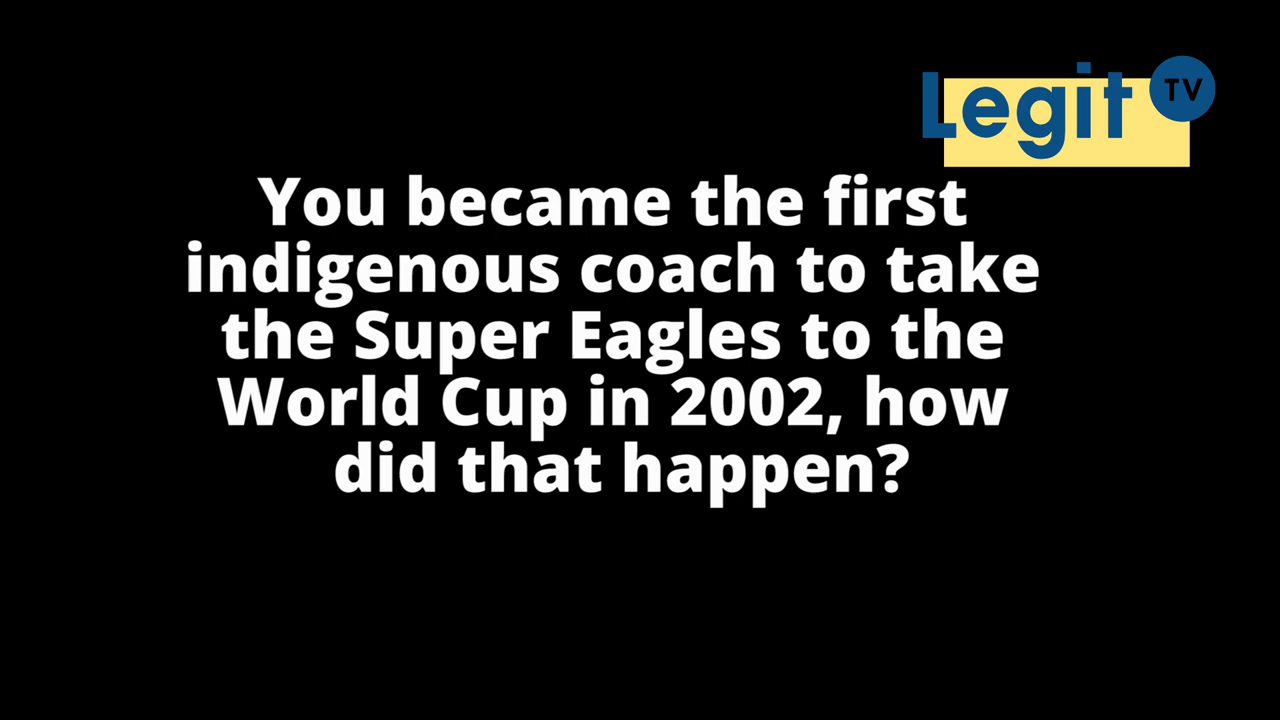 Legit TV
You became the first
indigenous coach to take
the Super Eagles to the
World Cup in 2002, how
did that happen?